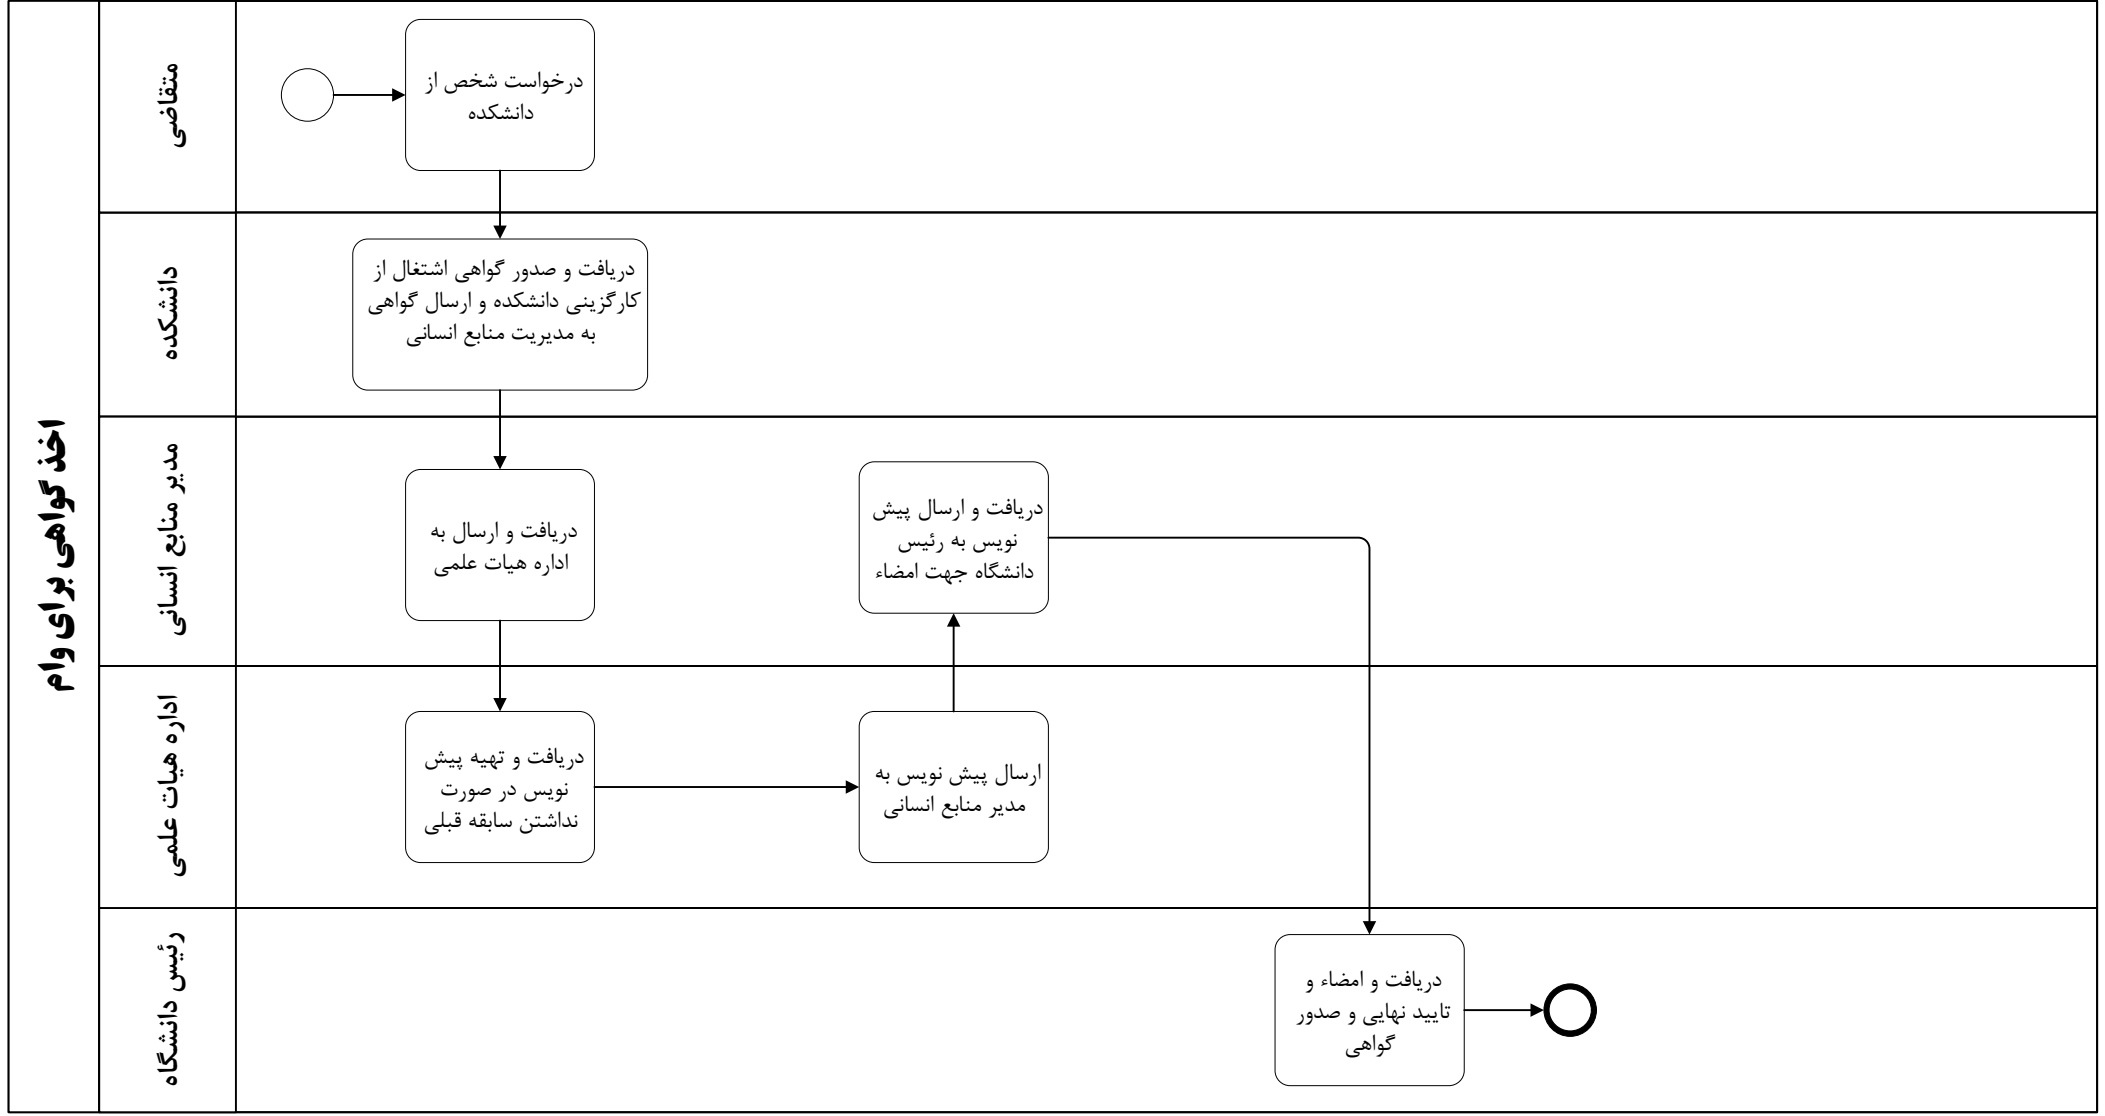 اخذ گواهی برای وام
متقاضی
درخواست شخص از
دانشکده
دانشکده
دریافت و صدور گواهی اشتغال از
کارگزینی دانشکده و ارسال گواهی
به مدیریت منابع انسانی
مدیر منابع انسانی
دریافت و ارسال به
اداره هیات علمی
دریافت و ارسال پیش
نویس به رئیس
دانشگاه جهت امضاء
اداره هیات علمی
دریافت و تهیه پیش
نویس در صورت
نداشتن سابقه قبلی
ارسال پیش نویس به
مدیر منابع انسانی
رئیس دانشگاه
دریافت و امضاء و
تایید نهایی و صدور
گواهی